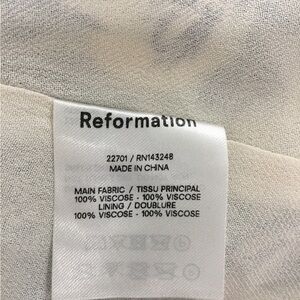 Reformation
22701 / RN143248
MADE IN CHINA
MAIN FABRIC / TISSU PRINCIPAL
100% VISCOSE - 100% VISCOSE
LINING / DOUBLURE
100% VISCOSE - 100% VISCOSE